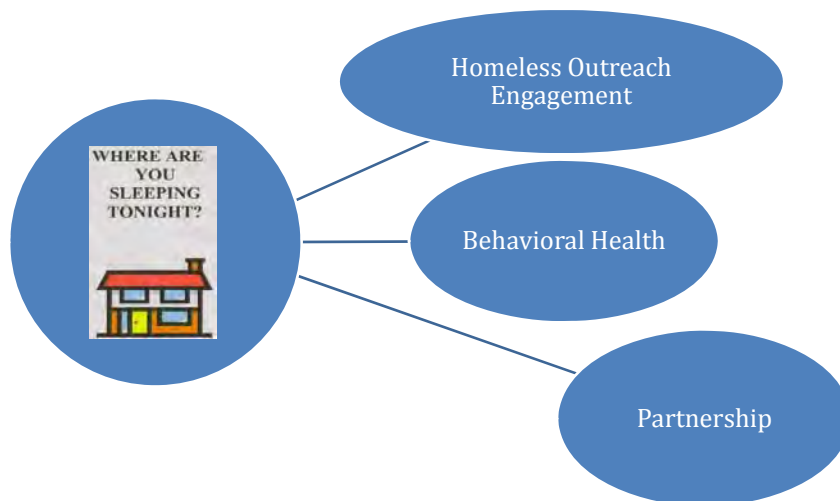 WHERE ARE
YOU
SLEEPING
TONIGHT?
Homeless Outreach
Engagement
Behavioral Health
Partnership